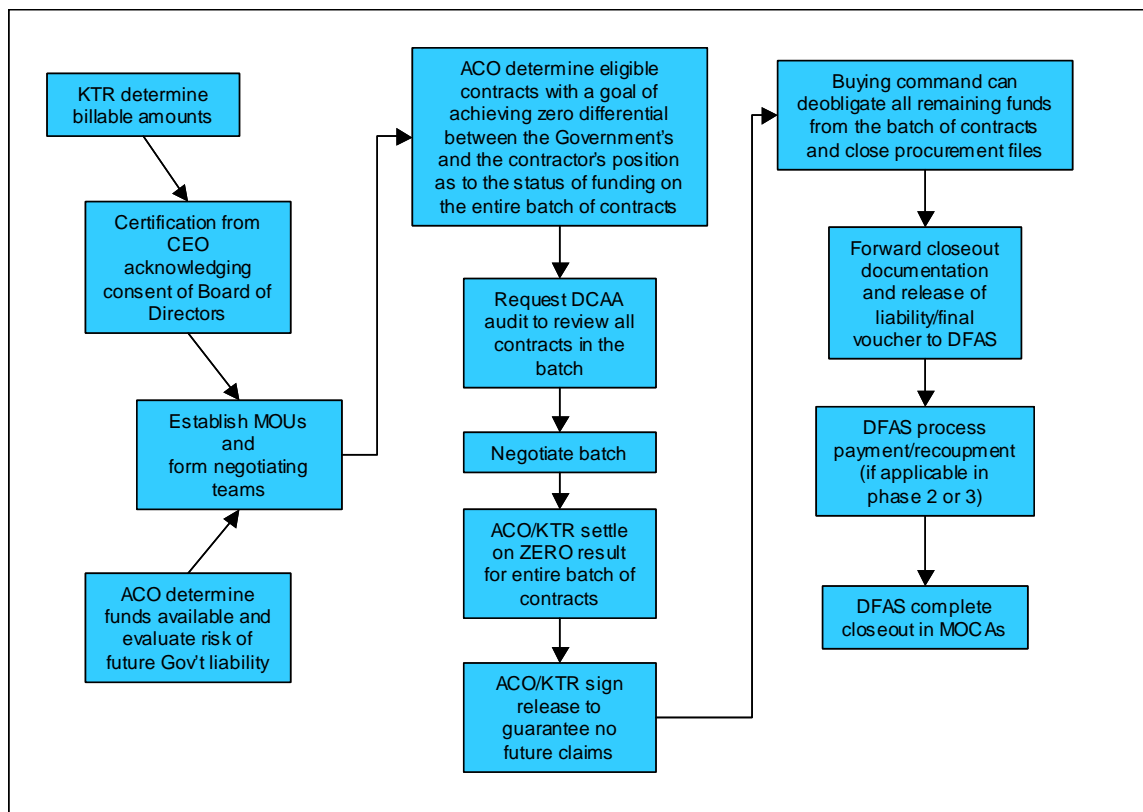 KTR determine
billable amounts
Certification from
CEO
acknowledging
consent of Board of
Directors
Establish MOUs
and
form negotiating
teams
ACO determine
funds available and
evaluate risk of
future Gov't liability
ACO determine eligible
contracts with a goal of
achieving zero differential
between the Government's
and the contractor's position
as to the status of funding on
the entire batch of contracts
Request DCAA
audit to review all
contracts in the
batch
Negotiate batch
ACO/KTR settle
on ZERO result
for entire batch of
contracts
ACO/KTR sign
release to
guarantee no
future claims
Buying command can
deobligate all remaining funds
from the batch of contracts
and close procurement files
Forward closeout
documentation
and release of
liability/final
voucher to DFAS
DFAS process
payment/recoupment
(if applicable in
phase 2 or 3)
DFAS complete
closeout in MOCAs